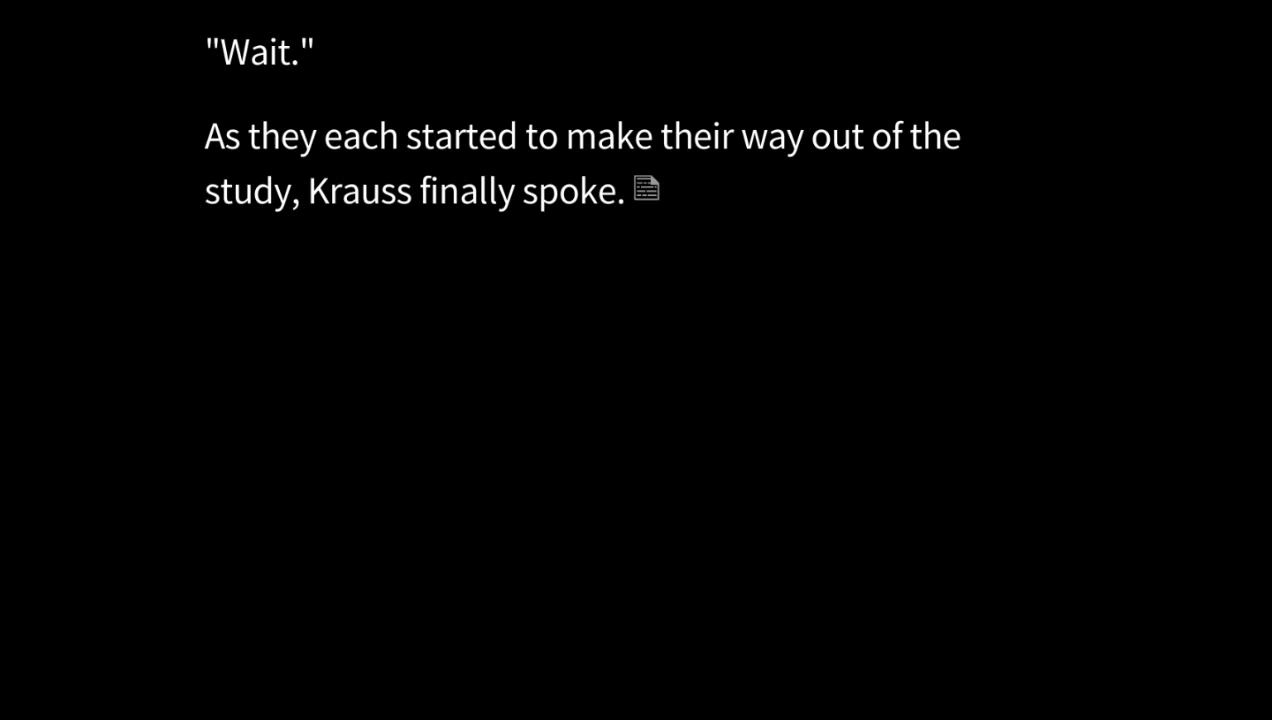 "Wait."
As they each started to make their way out of the
study, Krauss finally spoke.